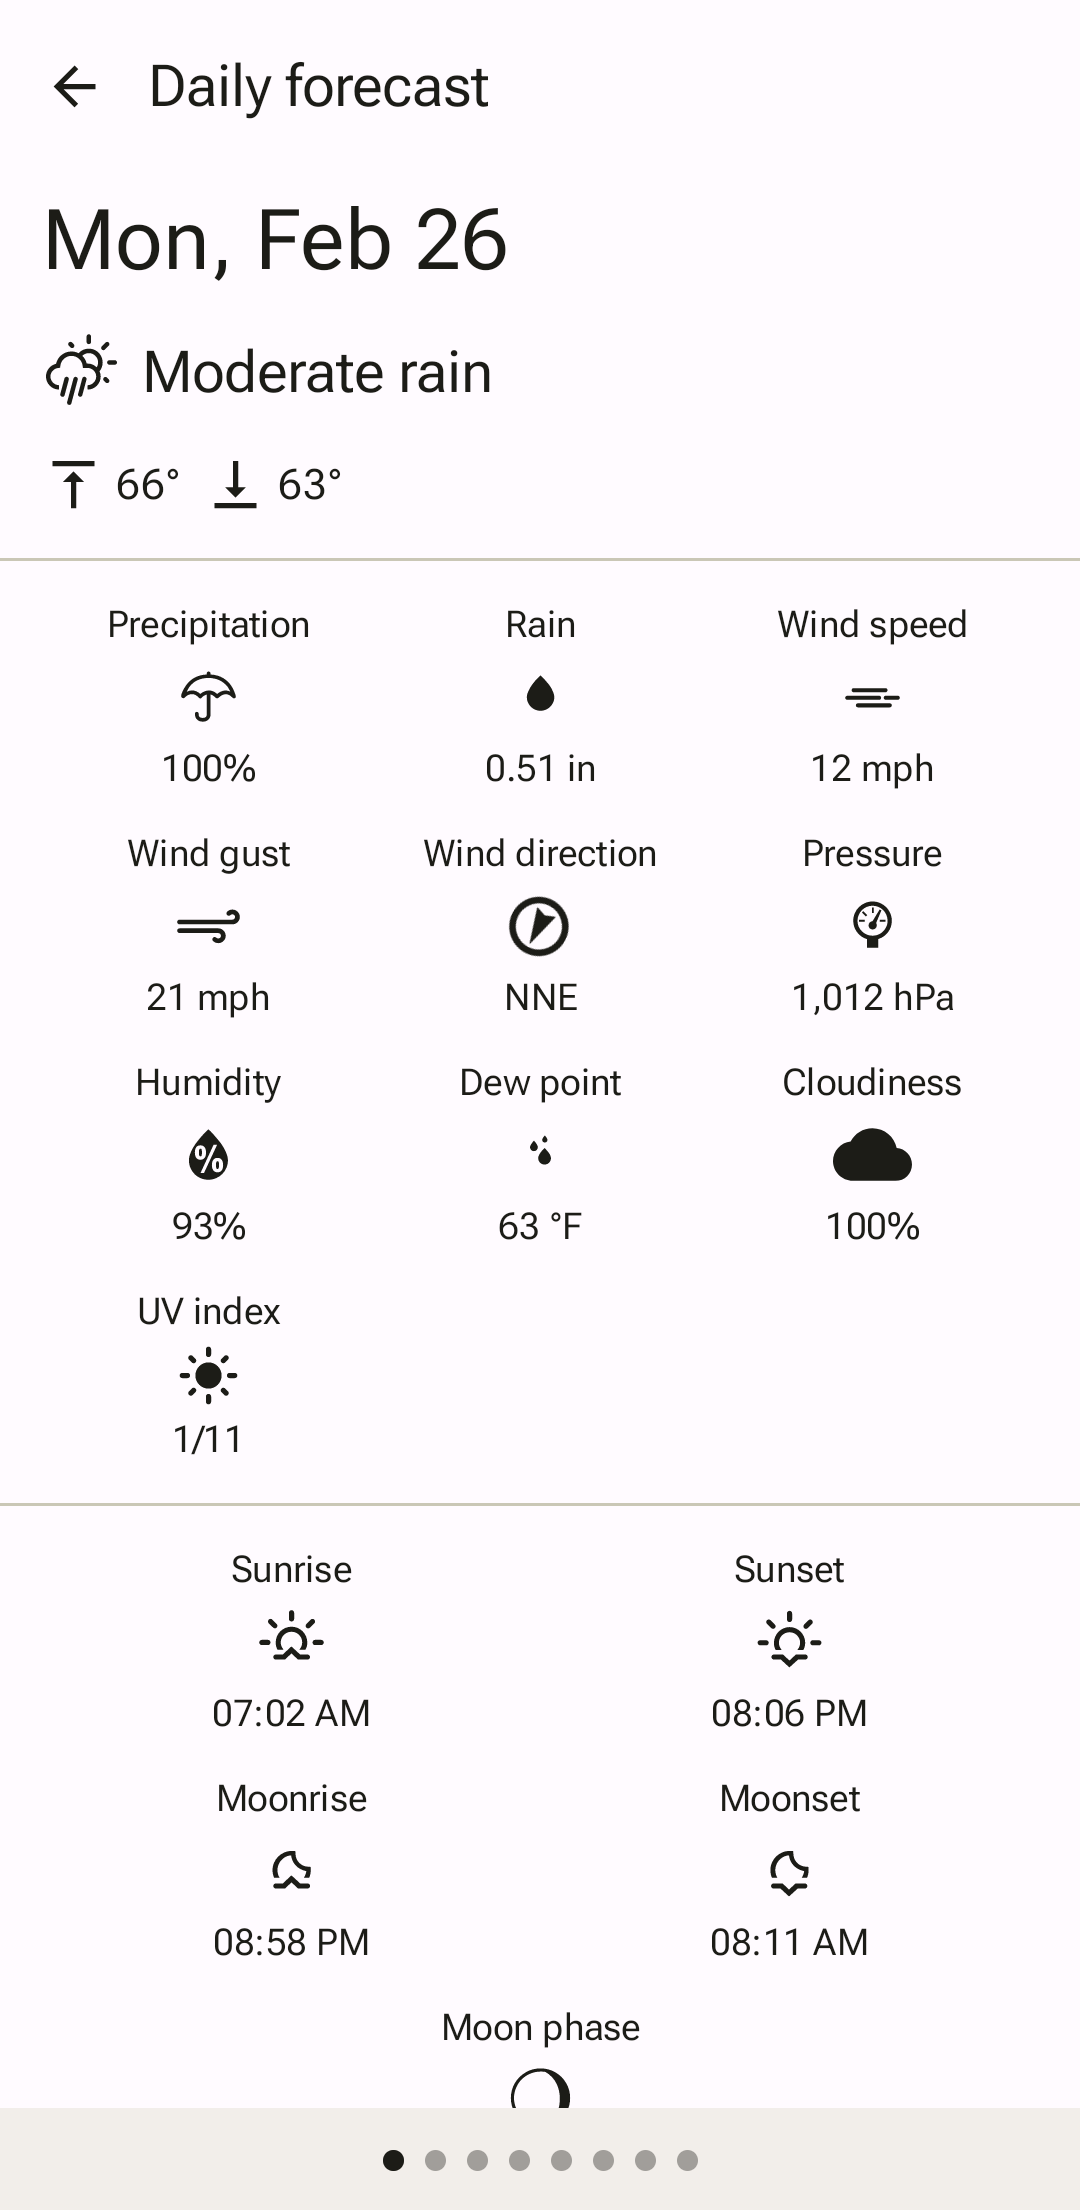 Daily forecast
Mon, Feb 26
Moderate rain
66° 63°
Precipitation Rain Wind speed
100% 0.51 in 12 mph
Wind gust Wind direction Pressure
21 mph NNE 1,012 hPa
Humidity Dew point Cloudiness
%
93% 63 °F 100%
UV index
1/11
Sunrise Sunset
07:02 AM 08:06 PM
Moonrise Moonset
08:58 PM 08:11 AM
Moon phase